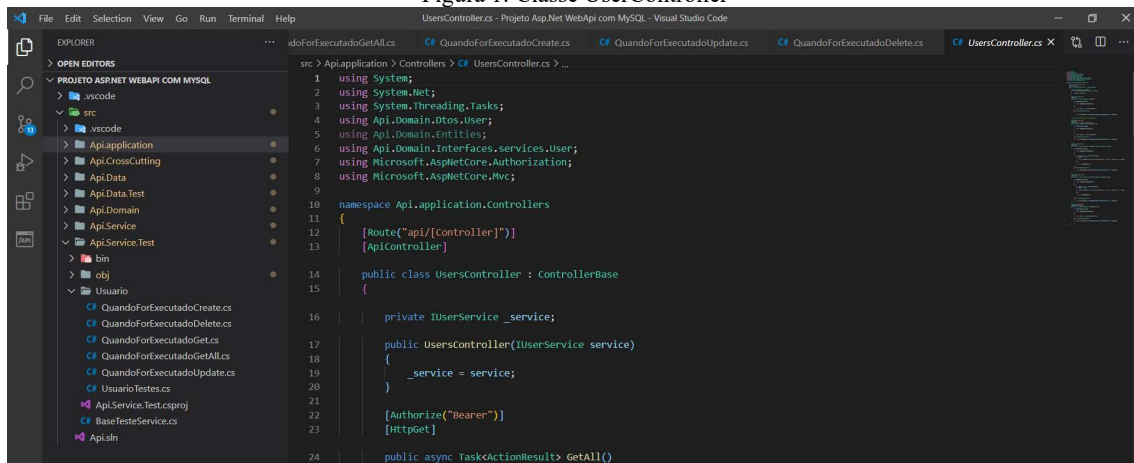 Figura 1: Classe UserController
File Edit Selection View Go Run Terminal Help
UsersController.cs - Projeto Asp.Net WebApi com MySQL - Visual Studio Code
EXPLORER
doForExecutadoGetAll.cs
QuandoForExecutadoCreate.cs
QuandoForExecutadoUpdate.cs
QuandoForExecutadoDelete.cs
UsersController.cs
OPEN EDITORS
PROJETO ASP.NET WEBAPI COM MYSQL
.vscode
src
.vscode
Api.application
Api.CrossCutting
Api.Data
Api.Data.Test
Api.Domain
Api.Service
Api.Service.Test
bin
obj
Usuario
C# QuandoForExecutadoCreate.cs
C# QuandoForExecutadoDelete.cs
C# QuandoForExecutadoGet.cs
C# QuandoForExecutadoGetAll.cs
C# QuandoForExecutadoUpdate.cs
C# UsuarioTestes.cs
Api.Service.Test.csproj
C# BaseTesteService.cs
Api.sln
13
/API
src > Api.application > Controllers > C# UsersController.cs > ...
1 using System;
2 using System.Net;
3 using System.Threading.Tasks;
4 using Api.Domain.Dtos.User;
5 using Api.Domain.Entities;
6 using Api.Domain.Interfaces.services.User;
7 using Microsoft.AspNetCore.Authorization;
8 using Microsoft.AspNetCore.Mvc;
9
10 namespace Api.application.Controllers
11 {
12 [Route("api/[Controller]")]
13 [ApiController]
14 public class UsersController : ControllerBase
15 {
16 private IUserService _service;
17 public UsersController(IUserService service)
18 {
19 _service = service;
20 }
21
22 [Authorize("Bearer")]
23 [HttpGet]
24 public async Task<ActionResult> GetAll()